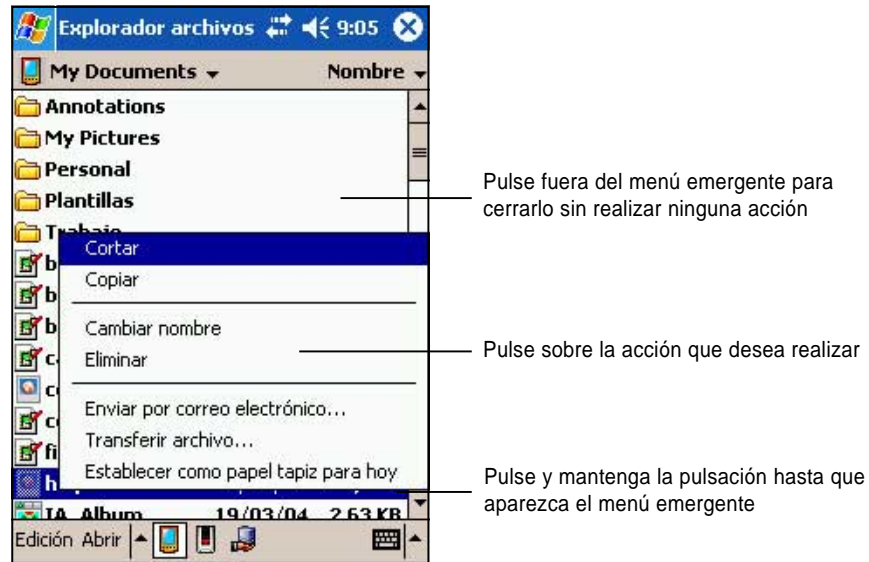 Explorador archivos 9:05
My Documents Nombre
Annotations
My Pictures
Personal
Plantillas
Cortar
Copiar
Cambiar nombre
Eliminar
Enviar por correo electrónico...
Transferir archivo...
Establecer como papel tapiz para hoy
IA_Album 19/03/04 2,63 KB
Edición Abrir
Pulse fuera del menú emergente para
cerrarlo sin realizar ninguna acción
Pulse sobre la acción que desea realizar
Pulse y mantenga la pulsación hasta que
aparezca el menú emergente